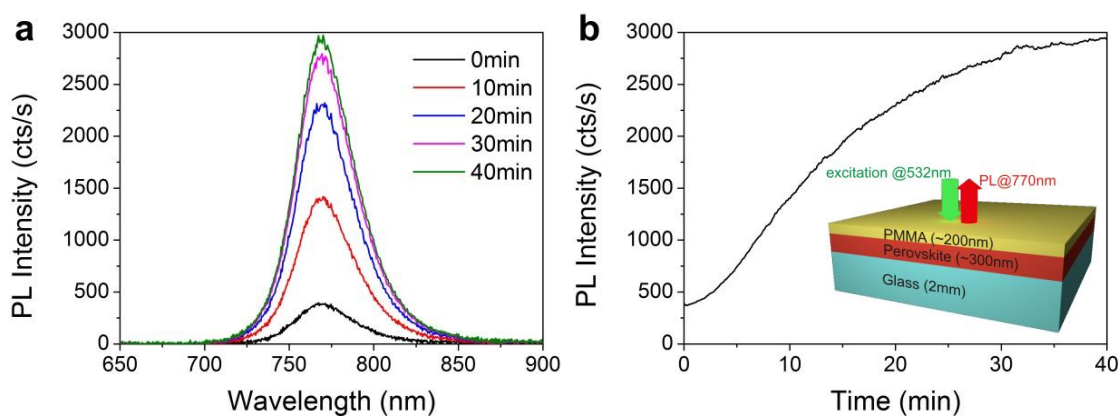 a
3000
2500
2000
1500
1000
500
0
PL Intensity (cts/s)
0min
10min
20min
30min
40min
650 700 750 800 850 900
Wavelength (nm)
b
3000
2500
2000
1500
1000
500
0
PL Intensity (cts/s)
excitation @532nm
PL@770nm
PMMA (~200nm)
Perovskite (~300nm)
Glass (2mm)
0 10 20 30 40
Time (min)